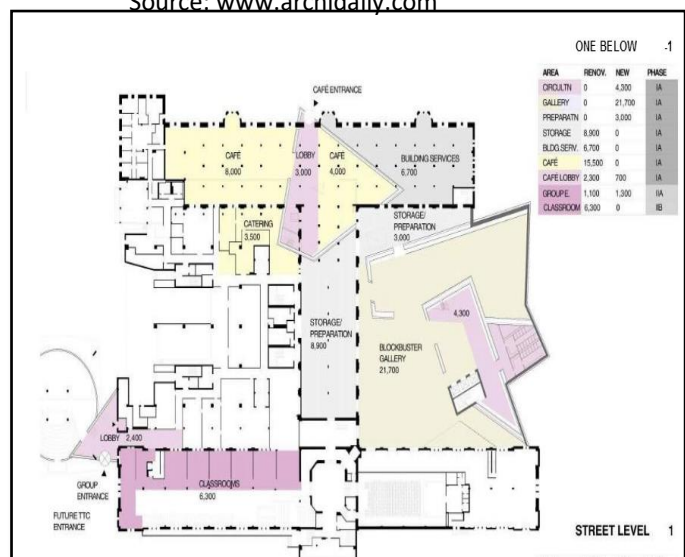 Source: www.archidaily.com
ONE BELOW -1
AREA RENOV. NEW PHASE
CIRCULTN 0 4,300 IA
GALLERY 0 21,700 IA
PREPARATN 0 3,000 IA
STORAGE 8,900 0 IA
BLDG.SERV. 6,700 0 IA
CAFÉ 15,500 0 IA
CAFE LOBBY 2,300 700 IA
GROUP E. 1,100 1,300 IIA
CLASSROOM 6,300 0 IIB
CAFÉ ENTRANCE
CAFÉ
8,000
LOBBY
3,000
CAFÉ
4,000
BUILDING SERVICES
6,700
CATERING
3,500
STORAGE/
PREPARATION
3,000
STORAGE/
PREPARATION
8,900
4,300
BLOCKBUSTER
GALLERY
21,700
LOBBY 2,400
GROUP
ENTRANCE
FUTURE TTC
ENTRANCE
CLASSROOMS
6,300
STREET LEVEL 1